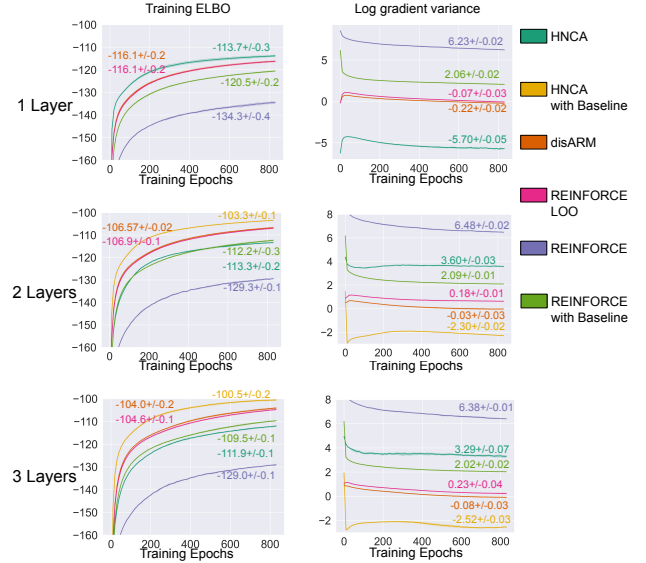 Training ELBO
Log gradient variance
1 Layer
−100
−110
−120
−130
−140
−150
−160
-113.7+/-0.3
-116.1+/-0.2
-116.1+/-0.2
-120.5+/-0.2
-134.3+/-0.4
0 200 400 600 800
Training Epochs
5
0
−5
6.23+/-0.02
2.06+/-0.02
-0.07+/-0.03
-0.22+/-0.02
-5.70+/-0.05
0 200 400 600 800
Training Epochs
2 Layers
−100
−110
−120
−130
−140
−150
−160
-103.3+/-0.1
-106.57+/-0.02
-106.9+/-0.1
-112.2+/-0.3
-113.3+/-0.2
-129.3+/-0.1
0 200 400 600 800
Training Epochs
8
6
4
2
0
−2
6.48+/-0.02
3.60+/-0.03
2.09+/-0.01
0.18+/-0.01
-0.03+/-0.03
-2.30+/-0.02
0 200 400 600 800
Training Epochs
3 Layers
−100
−110
−120
−130
−140
−150
−160
-100.5+/-0.2
-104.0+/-0.2
-104.6+/-0.1
-109.5+/-0.1
-111.9+/-0.1
-129.0+/-0.1
0 200 400 600 800
Training Epochs
8
6
4
2
0
−2
6.38+/-0.01
3.29+/-0.07
2.02+/-0.02
0.23+/-0.04
-0.08+/-0.03
-2.52+/-0.03
0 200 400 600 800
Training Epochs
HNCA
HNCA
with Baseline
disARM
REINFORCE
LOO
REINFORCE
REINFORCE
with Baseline